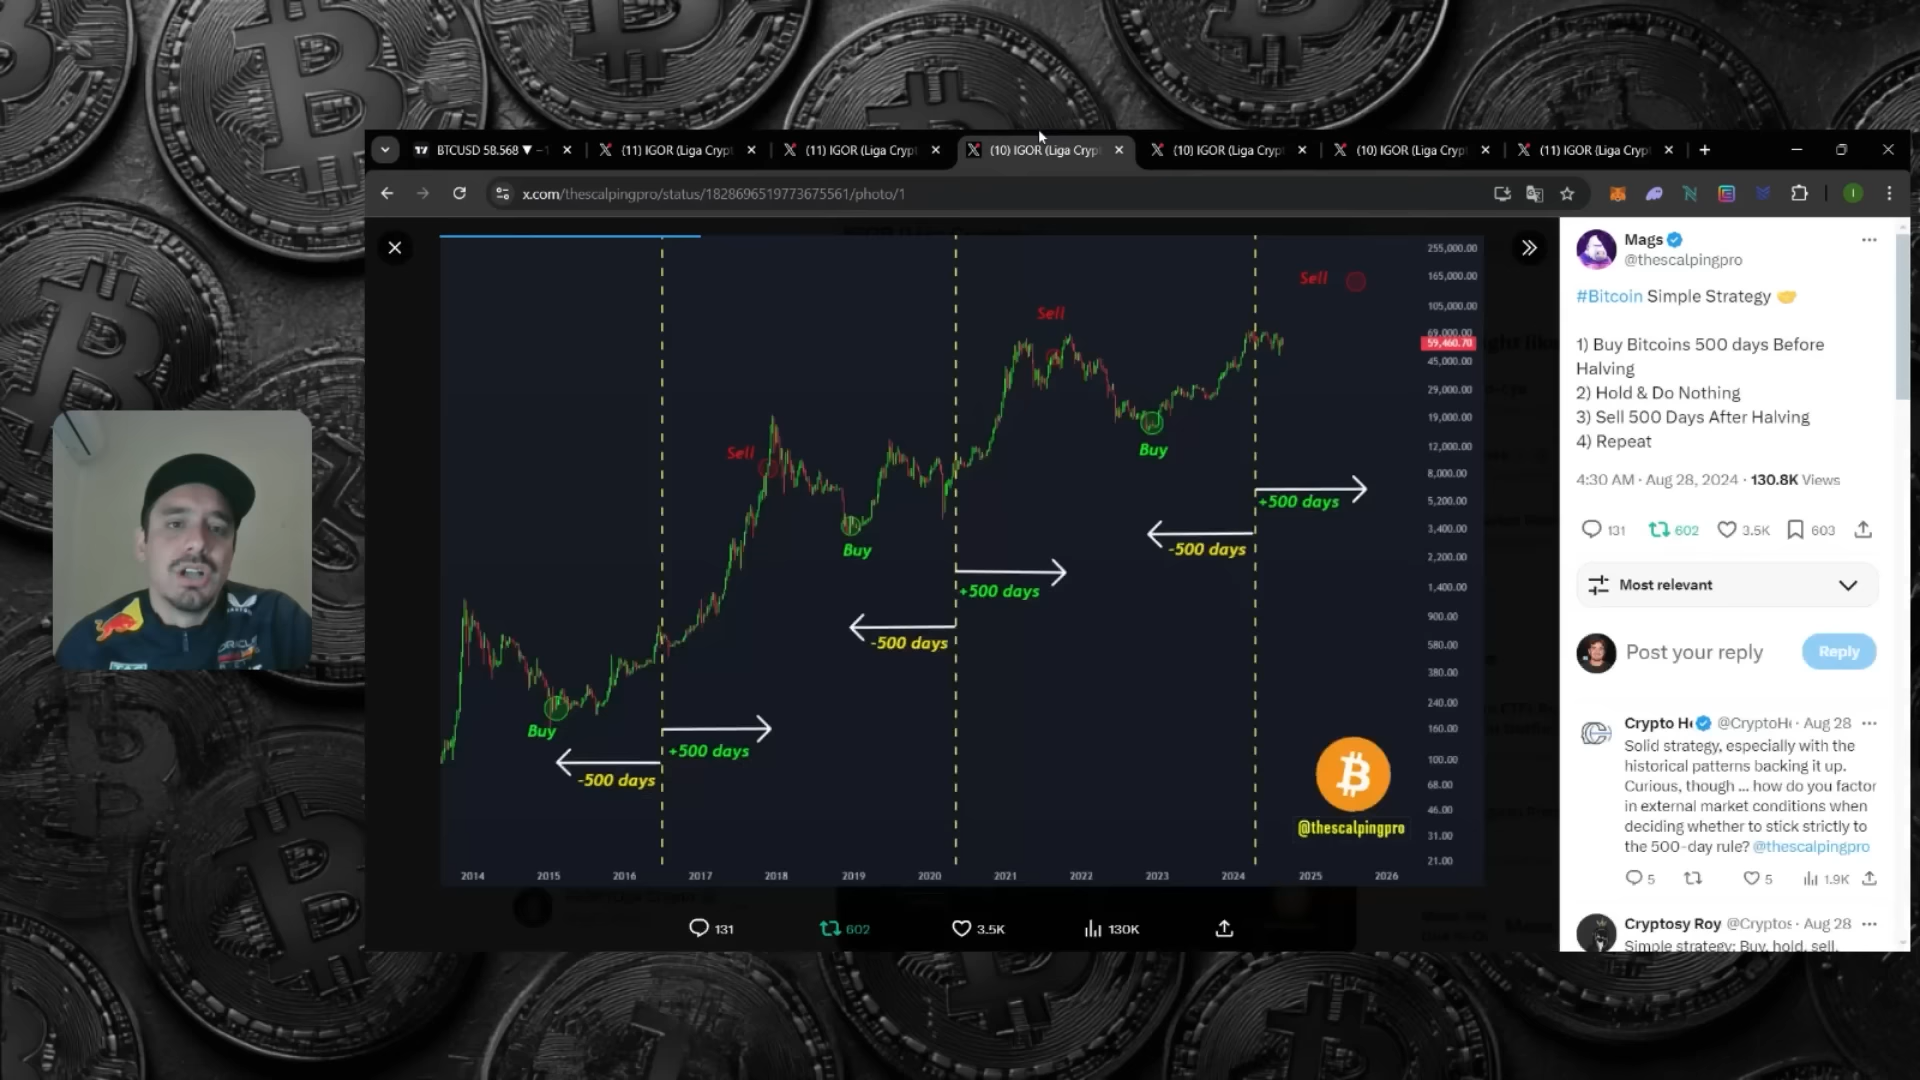 BTCUSD 58.568 ▼ −1
(11) IGOR (Liga Crypt
(11) IGOR (Liga Crypt
(10) IGOR (Liga Crypt
(10) IGOR (Liga Crypt
(10) IGOR (Liga Crypt
(11) IGOR (Liga Crypt
x.com/thescalpingpro/status/1828696519773675561/photo/1
255,000.00
165,000.00
105,000.00
69,000.00
59,460.70
45,000.00
29,000.00
19,000.00
12,000.00
8,000.00
5,200.00
3,400.00
2,200.00
1,400.00
900.00
580.00
380.00
240.00
160.00
100.00
68.00
46.00
31.00
21.00
Sell
Sell
Sell
Buy
Buy
Buy
+500 days
-500 days
+500 days
-500 days
+500 days
-500 days
@thescalpingpro
2014 2015 2016 2017 2018 2019 2020 2021 2022 2023 2024 2025 2026
131 602 3.5K 130K
Mags
@thescalpingpro
#Bitcoin Simple Strategy
1) Buy Bitcoins 500 days Before
Halving
2) Hold & Do Nothing
3) Sell 500 Days After Halving
4) Repeat
4:30 AM · Aug 28, 2024 · 130.8K Views
131 602 3.5K 603
Most relevant
Post your reply
Reply
Crypto He @CryptoHe · Aug 28
Solid strategy, especially with the
historical patterns backing it up.
Curious, though ... how do you factor
in external market conditions when
deciding whether to stick strictly to
the 500-day rule? @thescalpingpro
5 5 1.9K
Cryptosy Roy @Cryptos · Aug 28
Simple strategy: Buy, hold, sell,
ORACLE